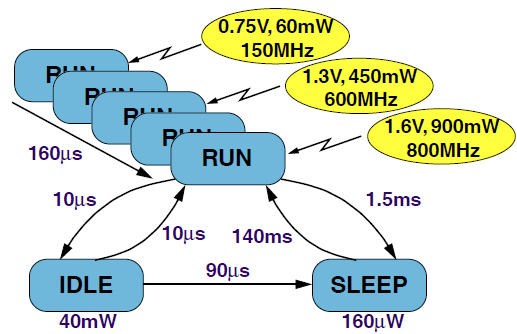 0.75V, 60mW
150MHz
1.3V, 450mW
600MHz
1.6V, 900mW
800MHz
RUN
160μs
10μs
1.5ms
10μs
140ms
90μs
IDLE
SLEEP
40mW
160μW